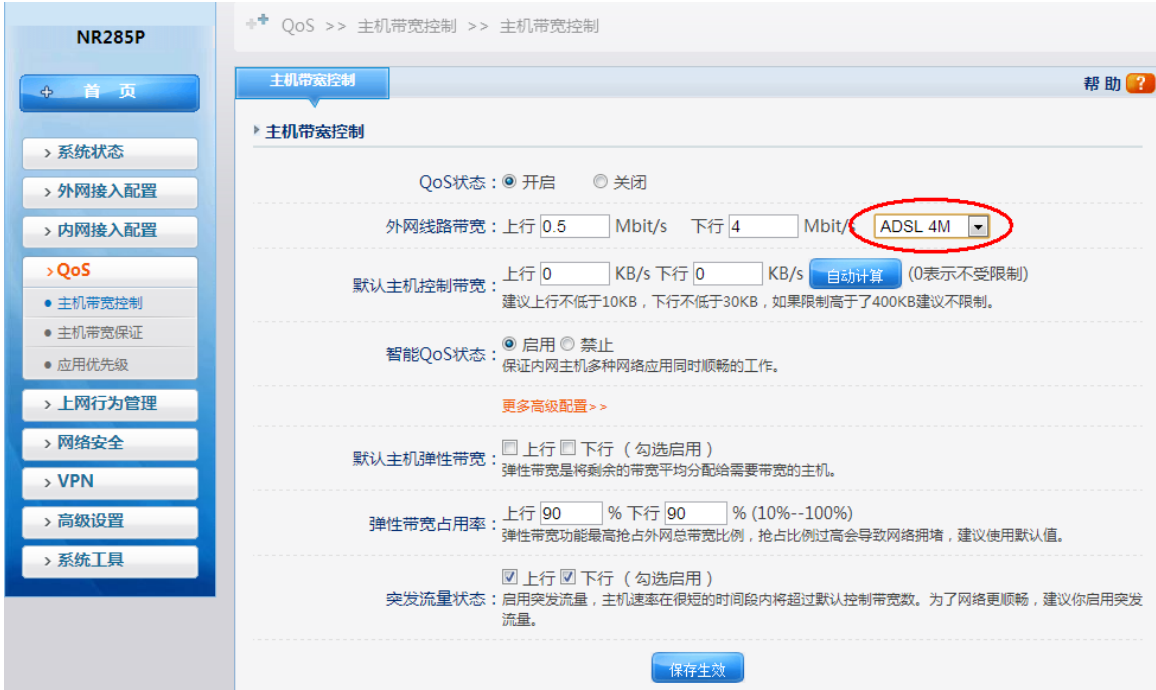 NR285P
首 页
系统状态
外网接入配置
内网接入配置
QoS
主机带宽控制
主机带宽保证
应用优先级
上网行为管理
网络安全
VPN
高级设置
系统工具
QoS >> 主机带宽控制 >> 主机带宽控制
主机带宽控制
帮 助 ?
主机带宽控制
QoS状态：开启 关闭
外网线路带宽：上行 0.5 Mbit/s 下行 4 Mbit/s ADSL 4M
默认主机控制带宽：上行 0 KB/s 下行 0 KB/s 自动计算 (0表示不受限制)
建议上行不低于10KB，下行不低于30KB，如果限制高于了400KB建议不限制。
智能QoS状态：启用 禁止
保证内网主机多种网络应用同时顺畅的工作。
更多高级配置>>
默认主机弹性带宽：上行 下行 （勾选启用）
弹性带宽是将剩余的带宽平均分配给需要带宽的主机。
弹性带宽占用率：上行 90 % 下行 90 % (10%--100%)
弹性带宽功能最高抢占外网总带宽比例，抢占比例过高会导致网络拥堵，建议使用默认值。
突发流量状态：上行 下行 （勾选启用）
启用突发流量，主机速率在很短的时间段内将超过默认控制带宽数。为了网络更顺畅，建议你启用突发
流量。
保存生效